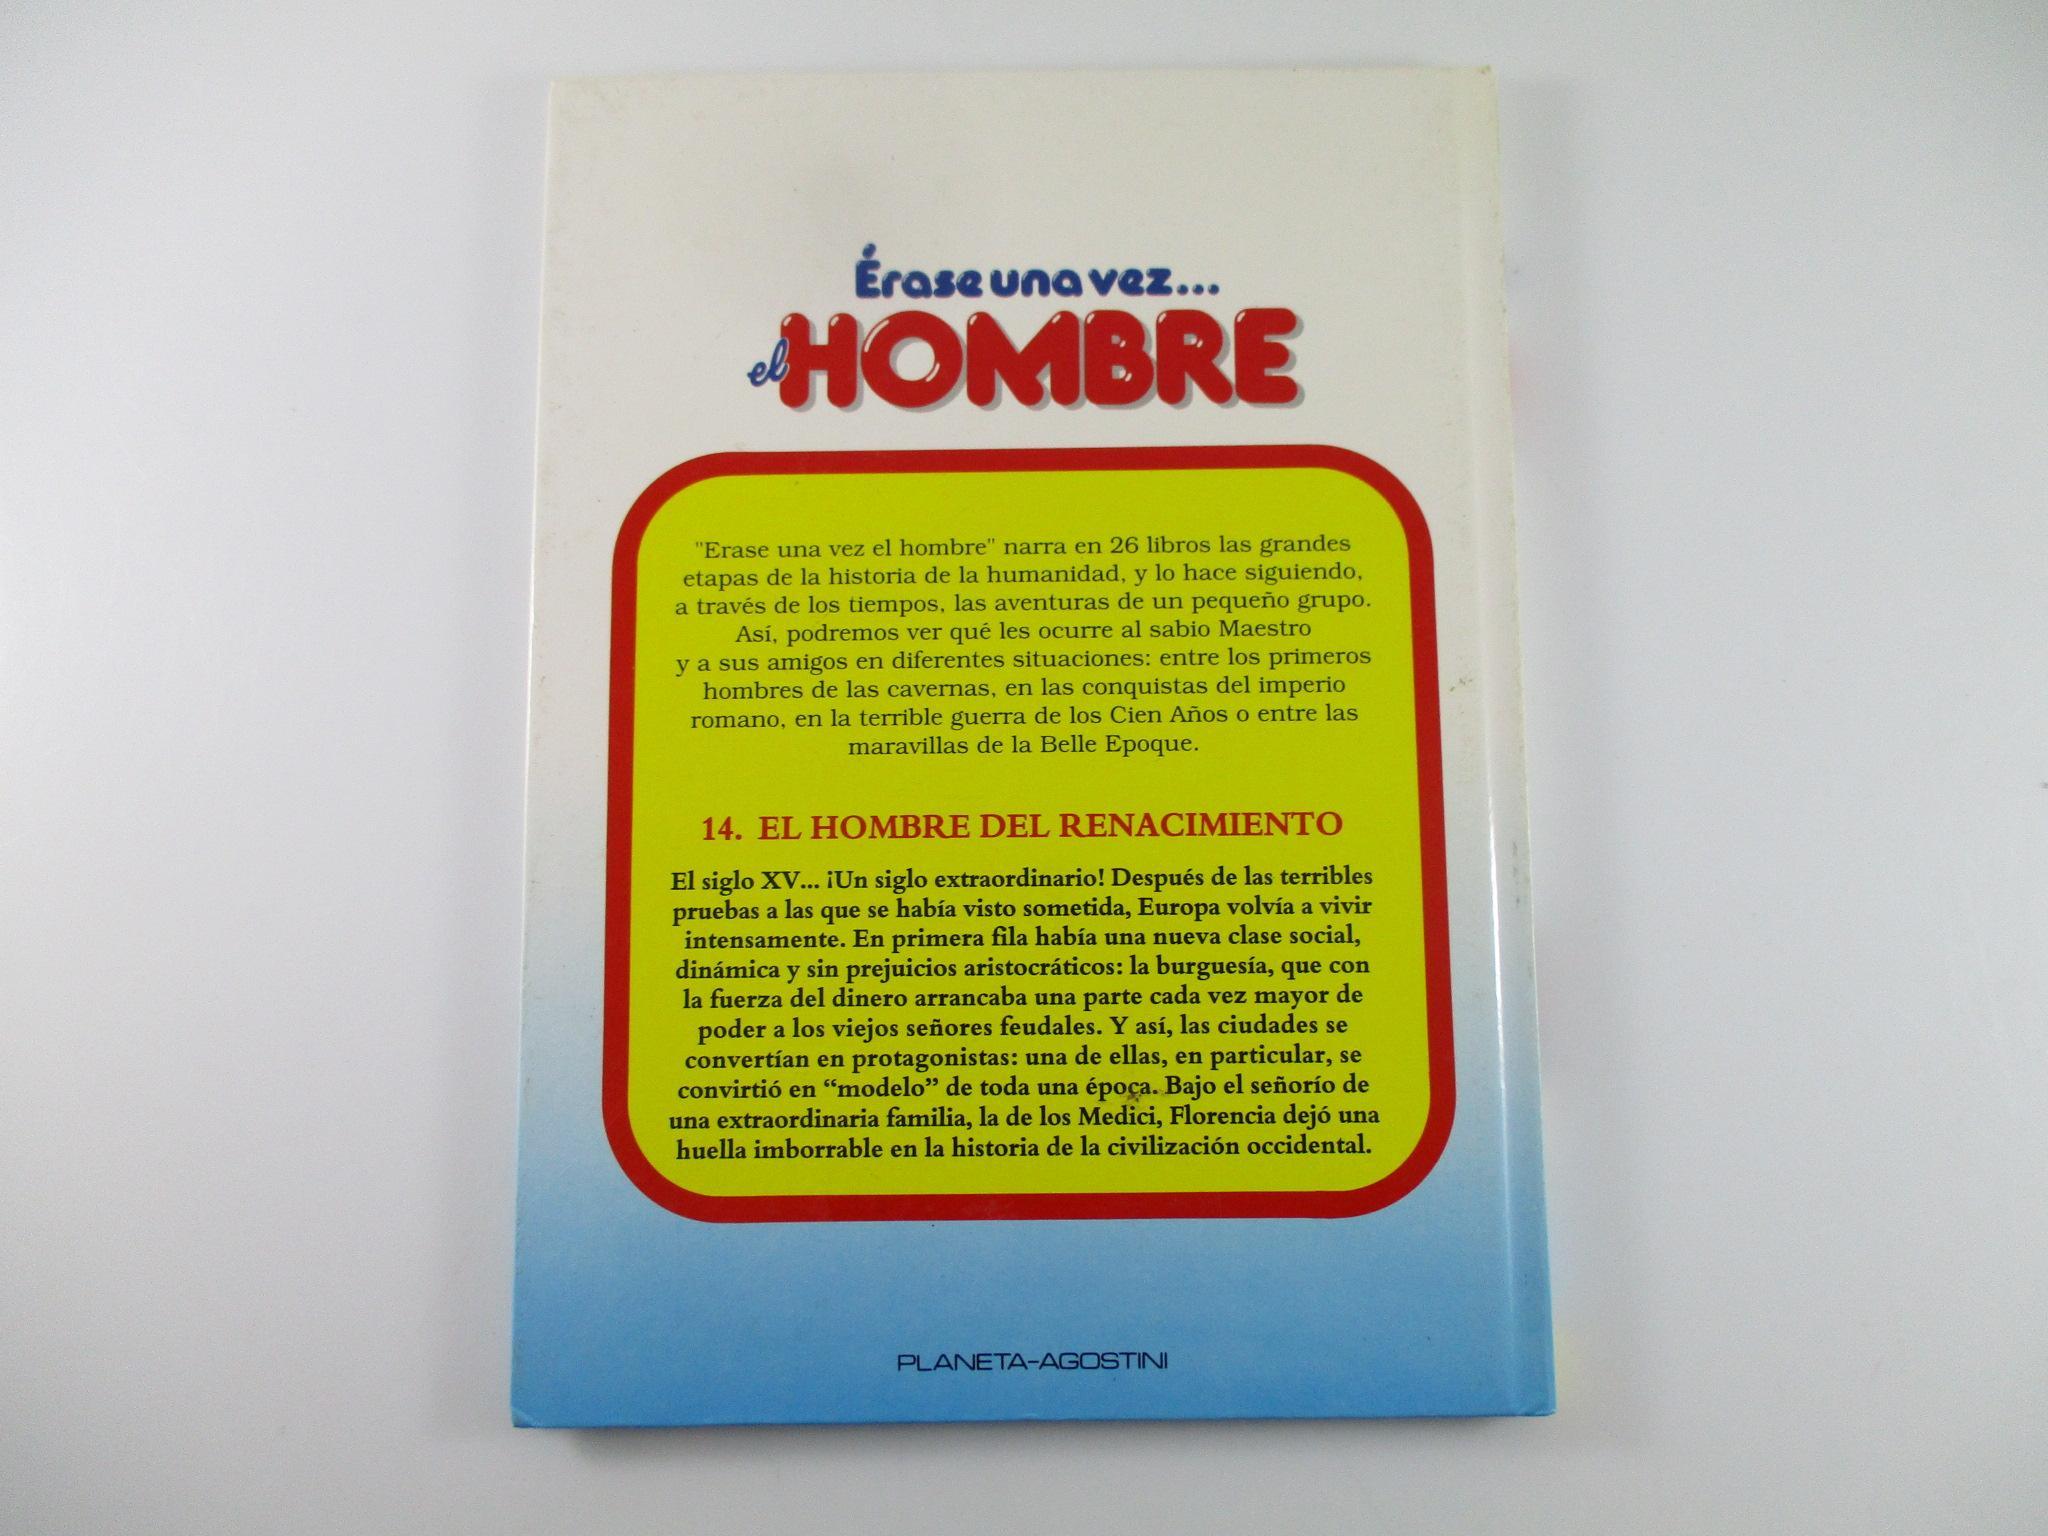 Érase una vez...
el HOMBRE
"Erase una vez el hombre" narra en 26 libros las grandes
etapas de la historia de la humanidad, y lo hace siguiendo,
a través de los tiempos, las aventuras de un pequeño grupo.
Así, podremos ver qué les ocurre al sabio Maestro
y a sus amigos en diferentes situaciones: entre los primeros
hombres de las cavernas, en las conquistas del imperio
romano, en la terrible guerra de los Cien Años o entre las
maravillas de la Belle Epoque.
14. EL HOMBRE DEL RENACIMIENTO
El siglo XV... ¡Un siglo extraordinario! Después de las terribles
pruebas a las que se había visto sometida, Europa volvía a vivir
intensamente. En primera fila había una nueva clase social,
dinámica y sin prejuicios aristocráticos: la burguesía, que con
la fuerza del dinero arrancaba una parte cada vez mayor de
poder a los viejos señores feudales. Y así, las ciudades se
convertían en protagonistas: una de ellas, en particular, se
convirtió en “modelo” de toda una época. Bajo el señorío de
una extraordinaria familia, la de los Medici, Florencia dejó una
huella imborrable en la historia de la civilización occidental.
PLANETA-AGOSTINI